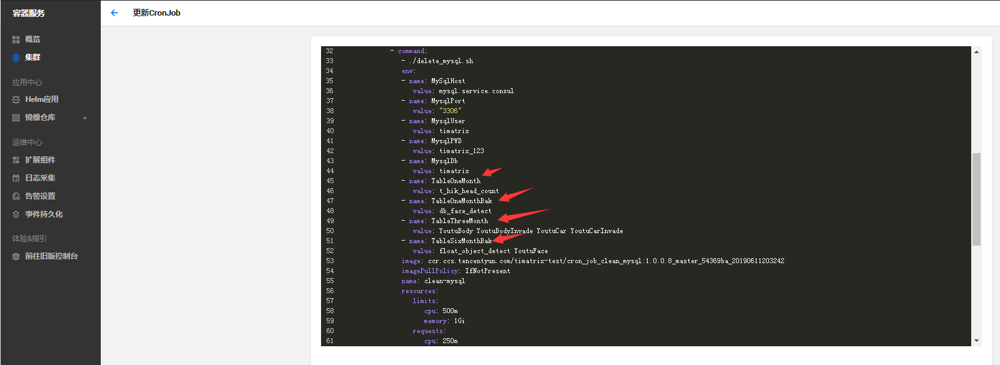 容器服务
更新CronJob
概览
集群
应用中心
Helm应用
镜像仓库
运维中心
扩展组件
日志采集
告警设置
事件持久化
体验&指引
前往旧版控制台
32 - command:
33 - ./delete_mysql.sh
34 env:
35 - name: MySqlHost
36 value: mysql.service.consul
37 - name: MysqlPort
38 value: "3306"
39 - name: MysqlUser
40 value: timatrix
41 - name: MysqlPWD
42 value: timatrix_123
43 - name: MysqlDb
44 value: timatrix
45 - name: TableOneMonth
46 value: t_hik_head_count
47 - name: TableOneMonthBak
48 value: db_face_detect
49 - name: TableThreeMonth
50 value: YoutuBody YoutuBodyInvade YoutuCar YoutuCarInvade
51 - name: TableSixMonthBak
52 value: float_object_detect YoutuFace
53 image: ccr.ccs.tencentyun.com/timatrix-test/cron_job_clean_mysql:1.0.0.8_master_54369ba_20190611203242
54 imagePullPolicy: IfNotPresent
55 name: clean-mysql
56 resources:
57 limits:
58 cpu: 500m
59 memory: 1Gi
60 requests:
61 cpu: 250m